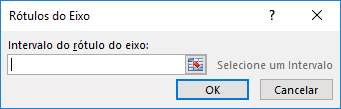 Rótulos do Eixo ? ×
Intervalo do rótulo do eixo:
Selecione um Intervalo
OK Cancelar